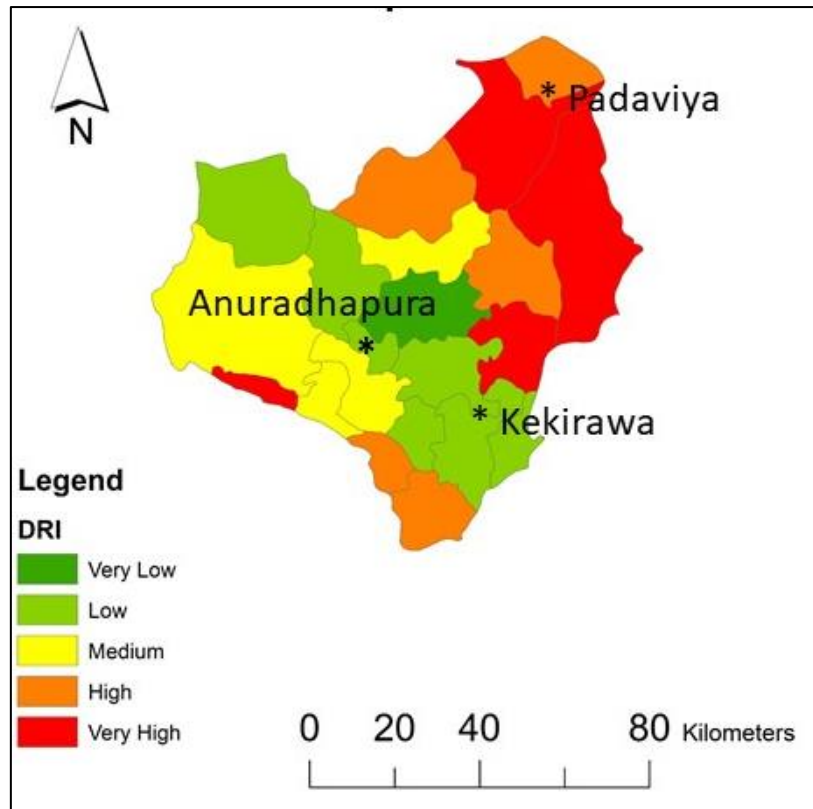 N
* Padaviya
Anuradhapura
*
* Kekirawa
Legend
DRI
Very Low
Low
Medium
High
Very High
0 20 40 80 Kilometers